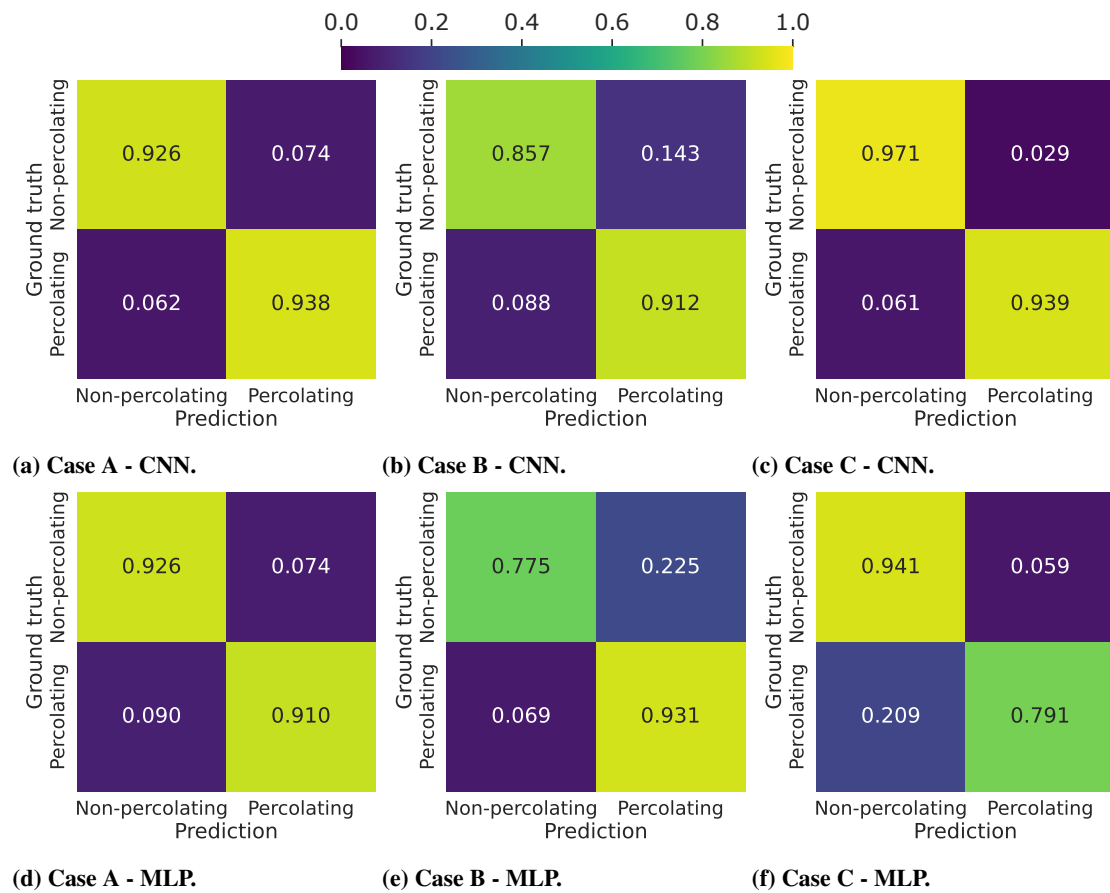 0.0 0.2 0.4 0.6 0.8 1.0
Ground truth
Non-percolating
Percolating
0.926 0.074
0.062 0.938
Non-percolating Percolating
Prediction
(a) Case A - CNN.
Ground truth
Non-percolating
Percolating
0.857 0.143
0.088 0.912
Non-percolating Percolating
Prediction
(b) Case B - CNN.
Ground truth
Non-percolating
Percolating
0.971 0.029
0.061 0.939
Non-percolating Percolating
Prediction
(c) Case C - CNN.
Ground truth
Non-percolating
Percolating
0.926 0.074
0.090 0.910
Non-percolating Percolating
Prediction
(d) Case A - MLP.
Ground truth
Non-percolating
Percolating
0.775 0.225
0.069 0.931
Non-percolating Percolating
Prediction
(e) Case B - MLP.
Ground truth
Non-percolating
Percolating
0.941 0.059
0.209 0.791
Non-percolating Percolating
Prediction
(f) Case C - MLP.